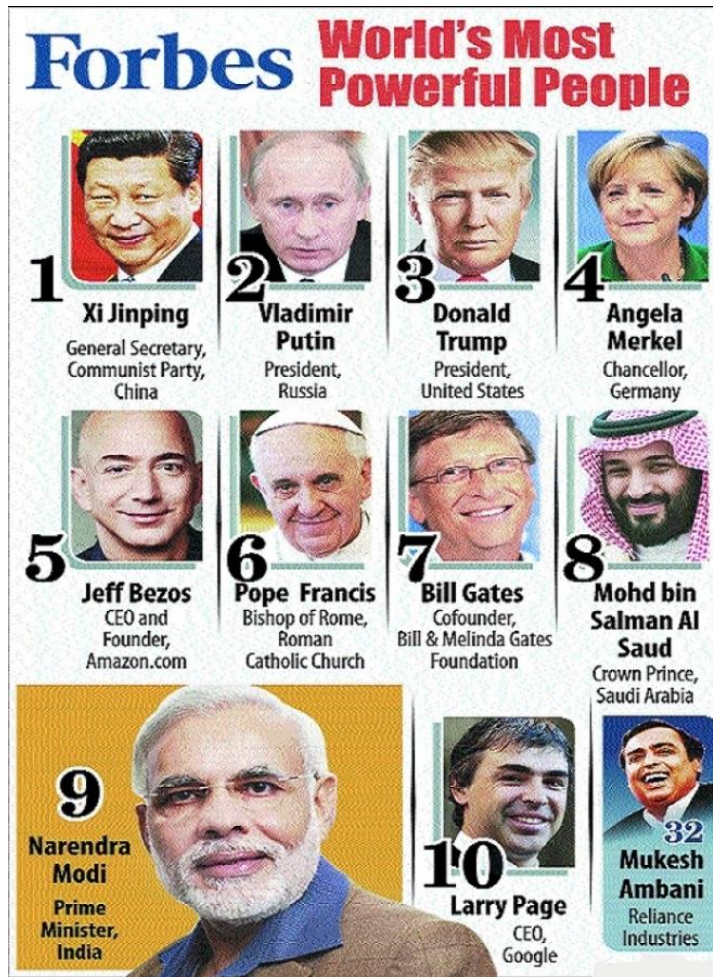 Forbes World's Most
Powerful People
1
Xi Jinping
General Secretary,
Communist Party,
China
2
Vladimir
Putin
President,
Russia
3
Donald
Trump
President,
United States
4
Angela
Merkel
Chancellor,
Germany
5
Jeff Bezos
CEO and
Founder,
Amazon.com
6
Pope Francis
Bishop of Rome,
Roman
Catholic Church
7
Bill Gates
Cofounder,
Bill & Melinda Gates
Foundation
8
Mohd bin
Salman Al
Saud
Crown Prince,
Saudi Arabia
9
Narendra
Modi
Prime
Minister,
India
10
Larry Page
CEO,
Google
32
Mukesh
Ambani
Reliance
Industries